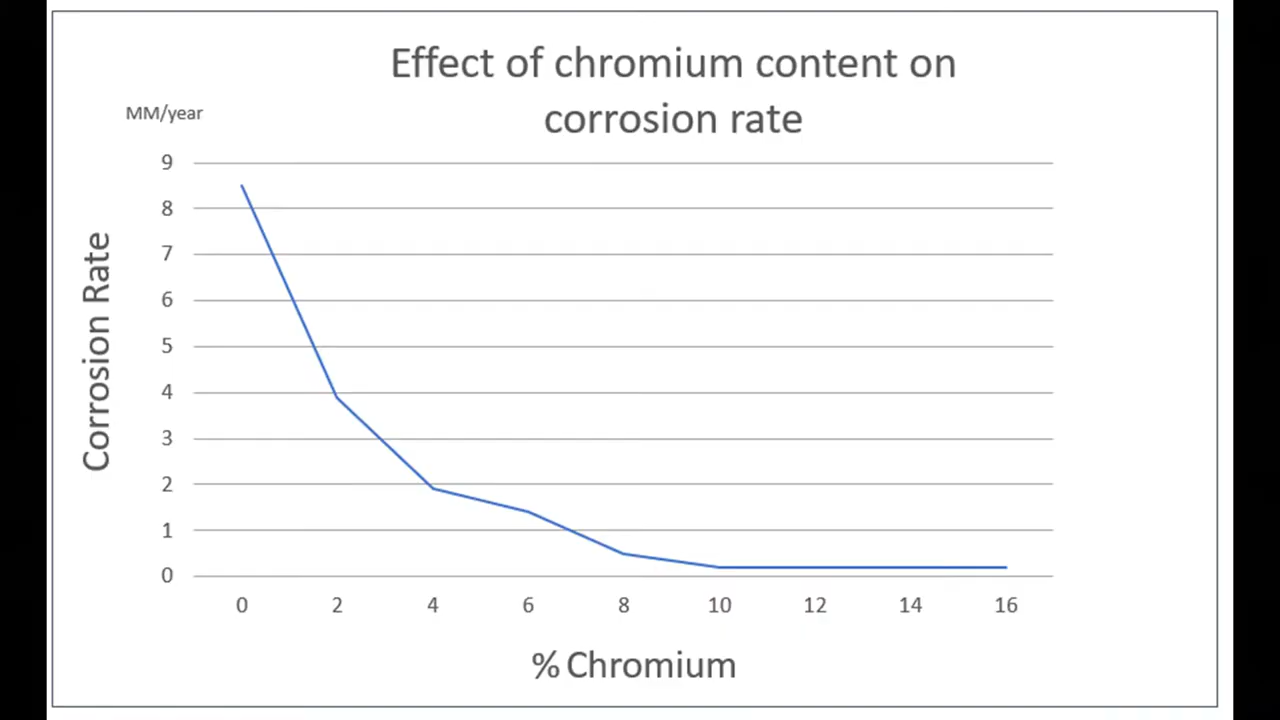 Effect of chromium content on
corrosion rate
MM/year
Corrosion Rate
9
8
7
6
5
4
3
2
1
0
0 2 4 6 8 10 12 14 16
% Chromium